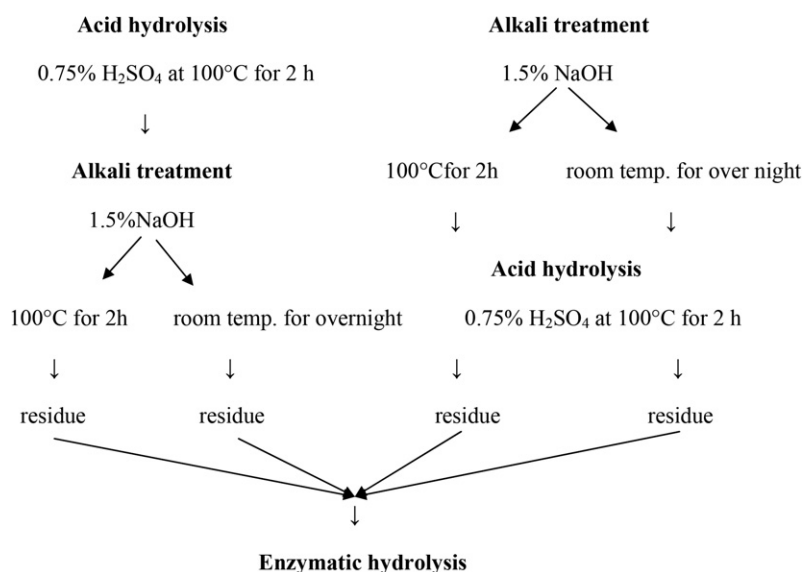 Acid hydrolysis
0.75% H₂SO₄ at 100°C for 2 h
↓
Alkali treatment
1.5%NaOH
100°C for 2h room temp. for overnight
↓ ↓
residue residue
Alkali treatment
1.5% NaOH
100°Cfor 2h room temp. for over night
↓ ↓
Acid hydrolysis
0.75% H₂SO₄ at 100°C for 2 h
↓ ↓
residue residue
↓
Enzymatic hydrolysis